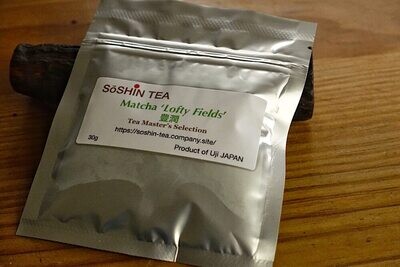 SōSHiN TEA
Matcha 'Lofty Fields'
豊潤
Tea Master's Selection
https://soshin-tea.company.site/
30g
Product of Uji JAPAN